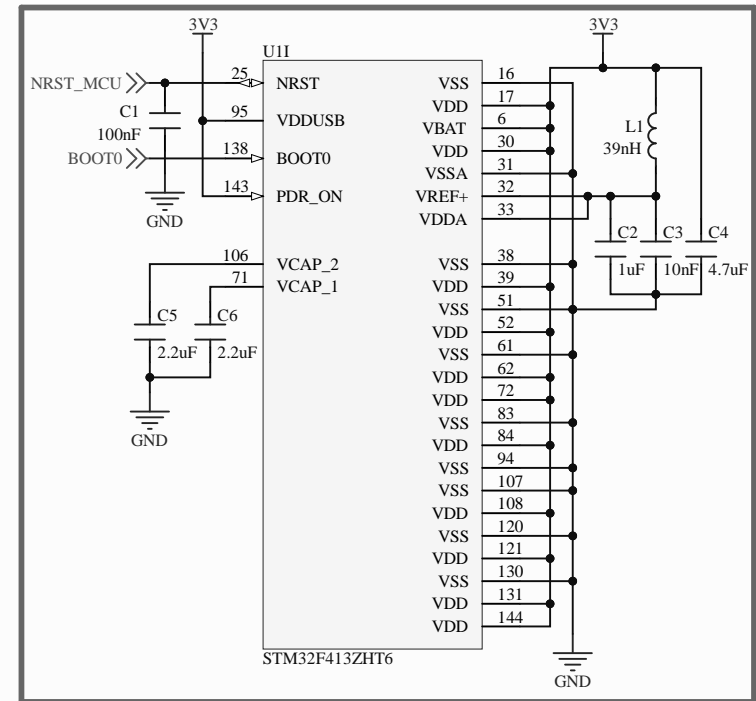 3V3
3V3
U1I
NRST_MCU
25
NRST
C1
100nF
95
VDDUSB
BOOT0
138
BOOT0
143
PDR_ON
GND
106
VCAP_2
71
VCAP_1
C5
2.2uF
C6
2.2uF
GND
VSS
16
VDD
17
VBAT
6
VDD
30
VSSA
31
VREF+
32
VDDA
33
VSS
38
VDD
39
VSS
51
VDD
52
VSS
61
VDD
62
VDD
72
VSS
83
VDD
84
VSS
94
VSS
107
VDD
108
VSS
120
VDD
121
VSS
130
VDD
131
VDD
144
L1
39nH
C2
1uF
C3
10nF
C4
4.7uF
STM32F413ZHT6
GND